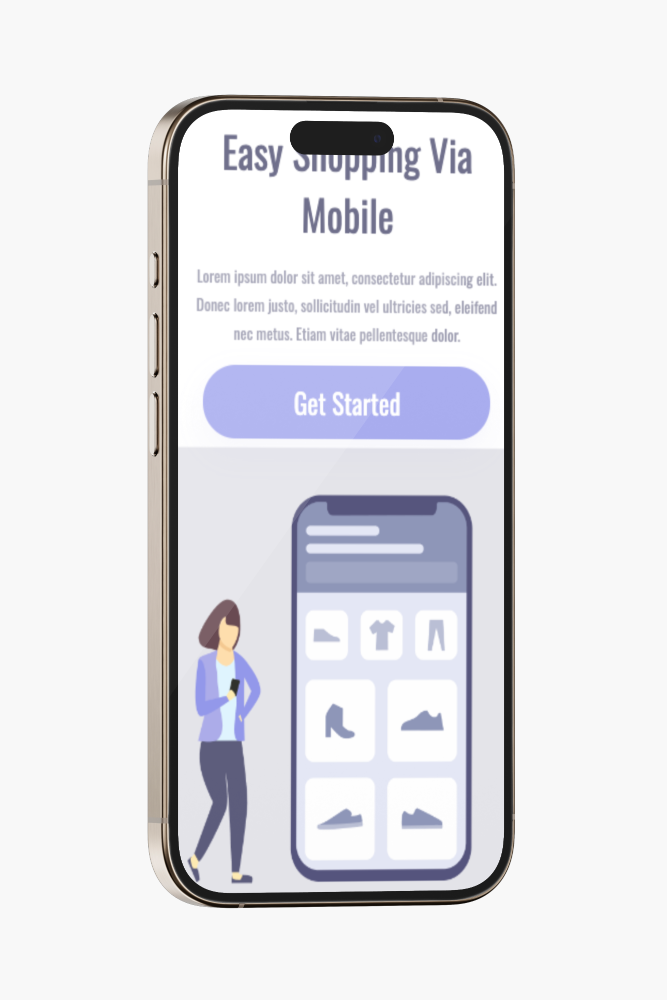 Easy Shopping Via
Mobile
Lorem ipsum dolor sit amet, consectetur adipiscing elit.
Donec lorem justo, sollicitudin vel ultricies sed, eleifend
nec metus. Etiam vitae pellentesque dolor.
Get Started